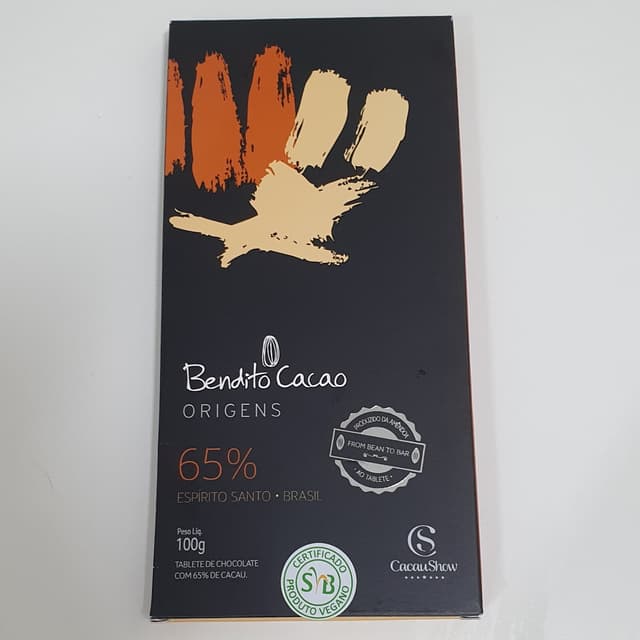 Bendito Cacao
ORIGENS
65%
ESPÍRITO SANTO • BRASIL
Peso Líq.
100g
TABLETE DE CHOCOLATE
COM 65% DE CACAU.
PRODUZIDO DA AMÊNDOA
FROM BEAN TO BAR
• AO TABLETE •
CERTIFICADO
SVB
PRODUTO VEGANO
CS
CacauShow